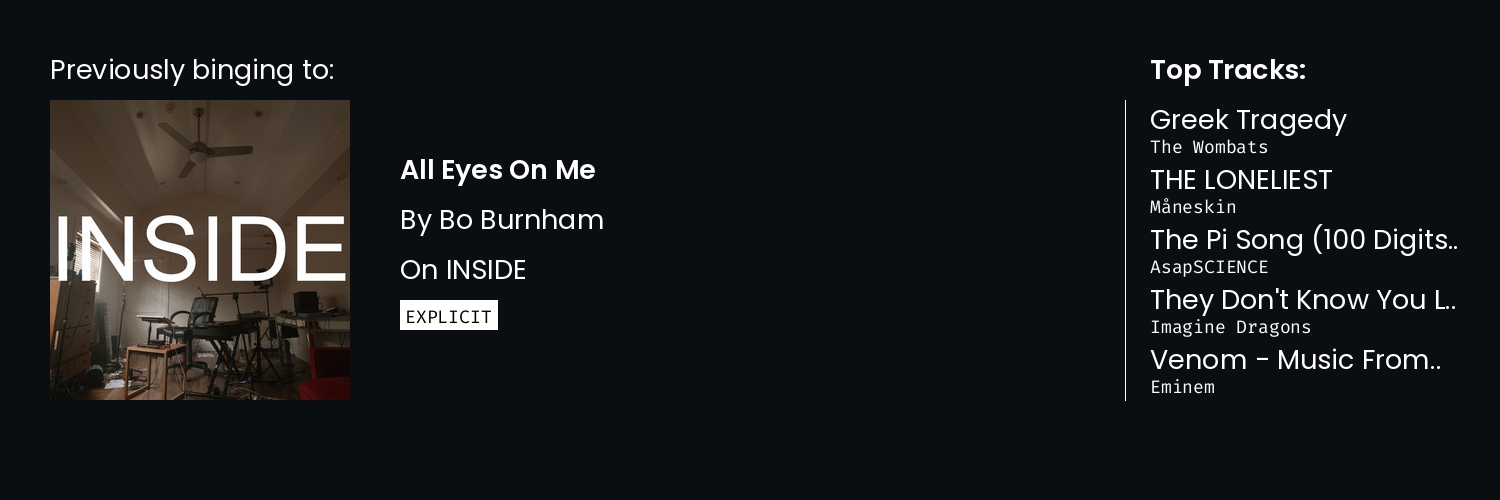 Previously binging to:
INSIDE
All Eyes On Me
By Bo Burnham
On INSIDE
EXPLICIT
Top Tracks:
Greek Tragedy
The Wombats
THE LONELIEST
Måneskin
The Pi Song (100 Digits..
AsapSCIENCE
They Don't Know You L..
Imagine Dragons
Venom - Music From..
Eminem